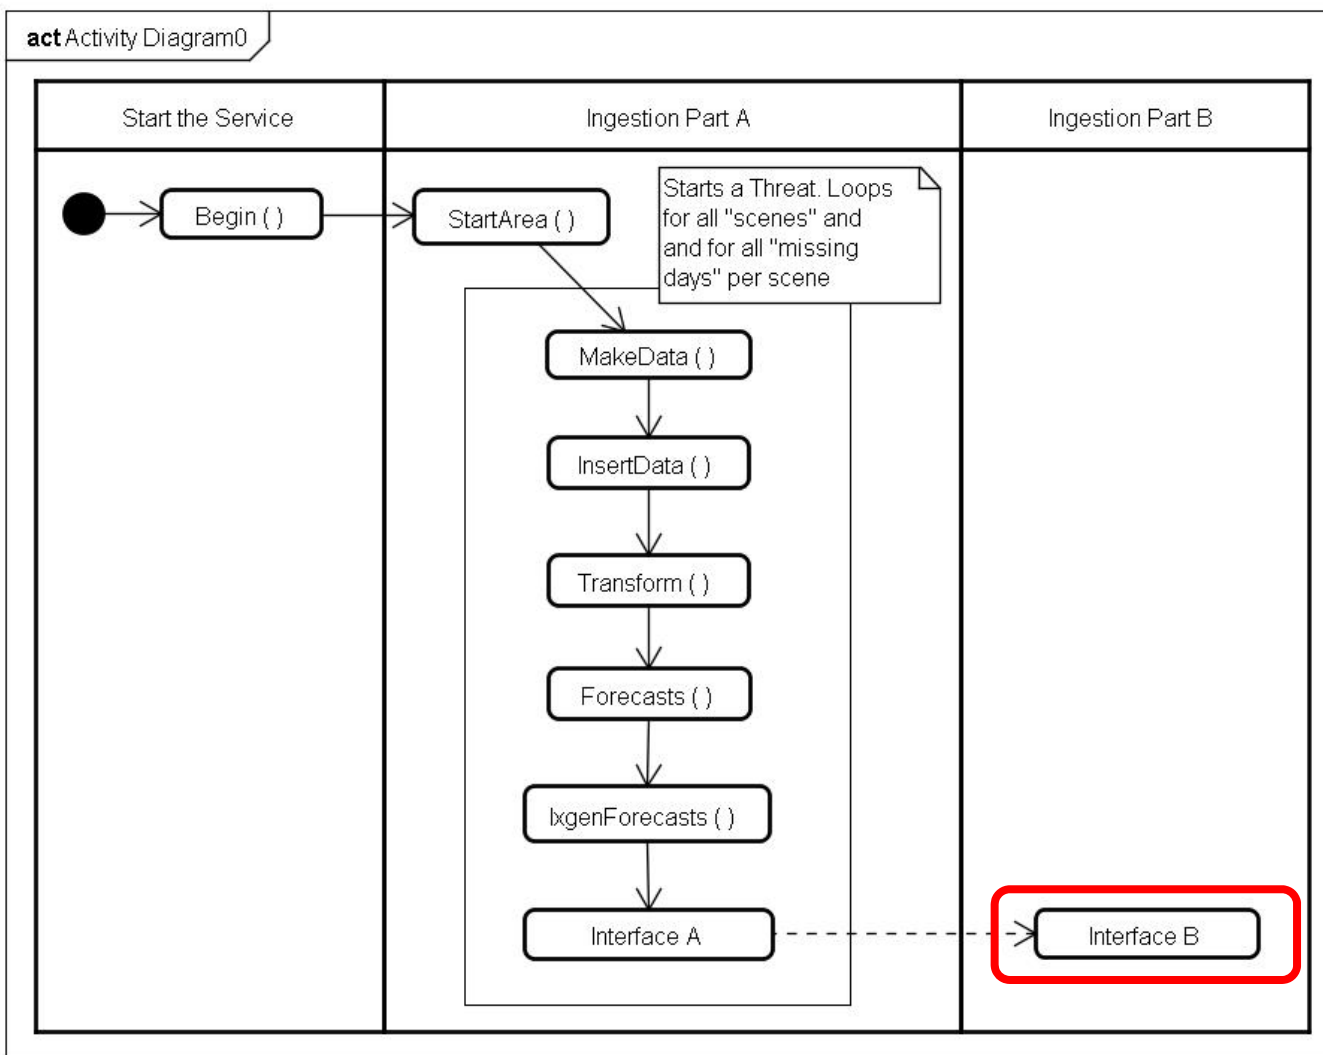 act Activity Diagram0
Start the Service
Ingestion Part A
Ingestion Part B
Begin ( )
StartArea ( )
Starts a Threat. Loops
for all "scenes" and
and for all "missing
days" per scene
MakeData ( )
InsertData ( )
Transform ( )
Forecasts ( )
IxgenForecasts ( )
Interface A
Interface B